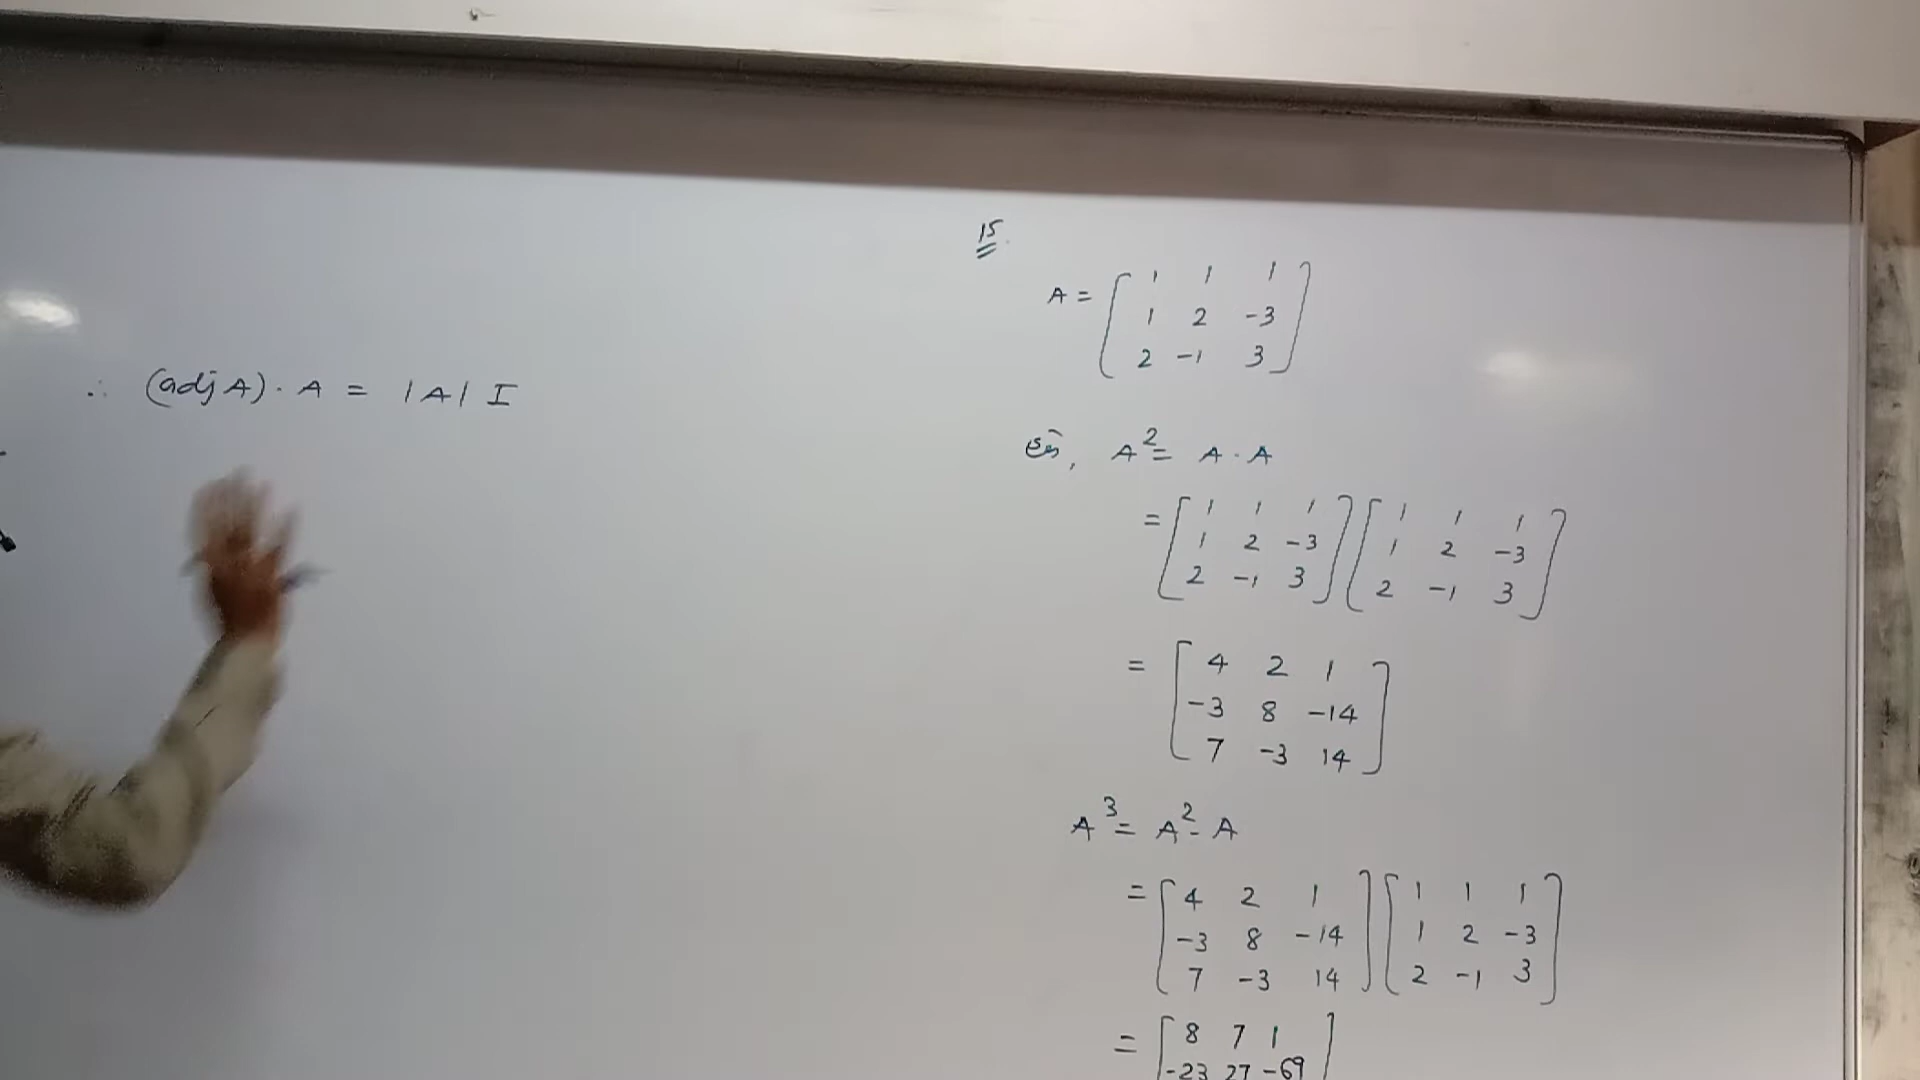 ∴ (adj A) . A = |A| I
15.
A = [ 1 1 1
1 2 -3
2 -1 3 ]
A² = A . A
= [ 1 1 1 ] [ 1 1 1
1 2 -3 1 2 -3
2 -1 3 ] [ 2 -1 3 ]
= [ 4 2 1
-3 8 -14
7 -3 14 ]
A³ = A² . A
= [ 4 2 1 ] [ 1 1 1
-3 8 -14 1 2 -3
7 -3 14 ] [ 2 -1 3 ]
= [ 8 7 1 ]
-23 27 -69